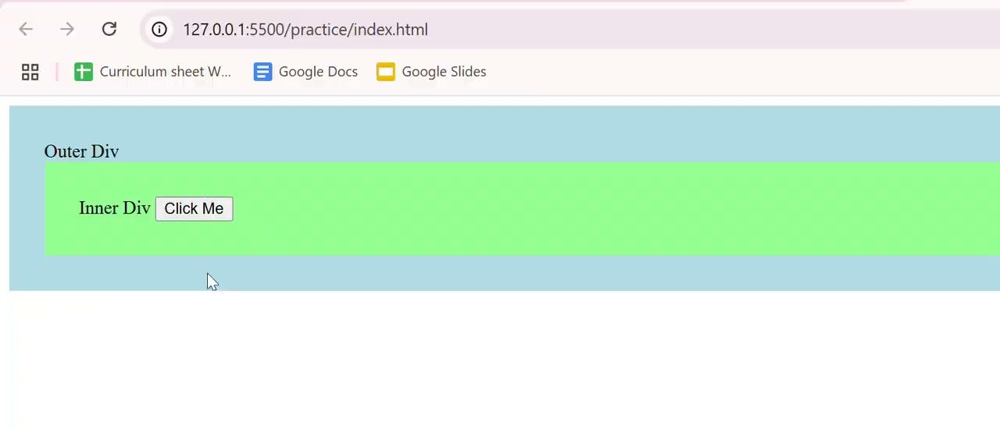 127.0.0.1:5500/practice/index.html
Curriculum sheet W... Google Docs Google Slides
Outer Div
Inner Div Click Me